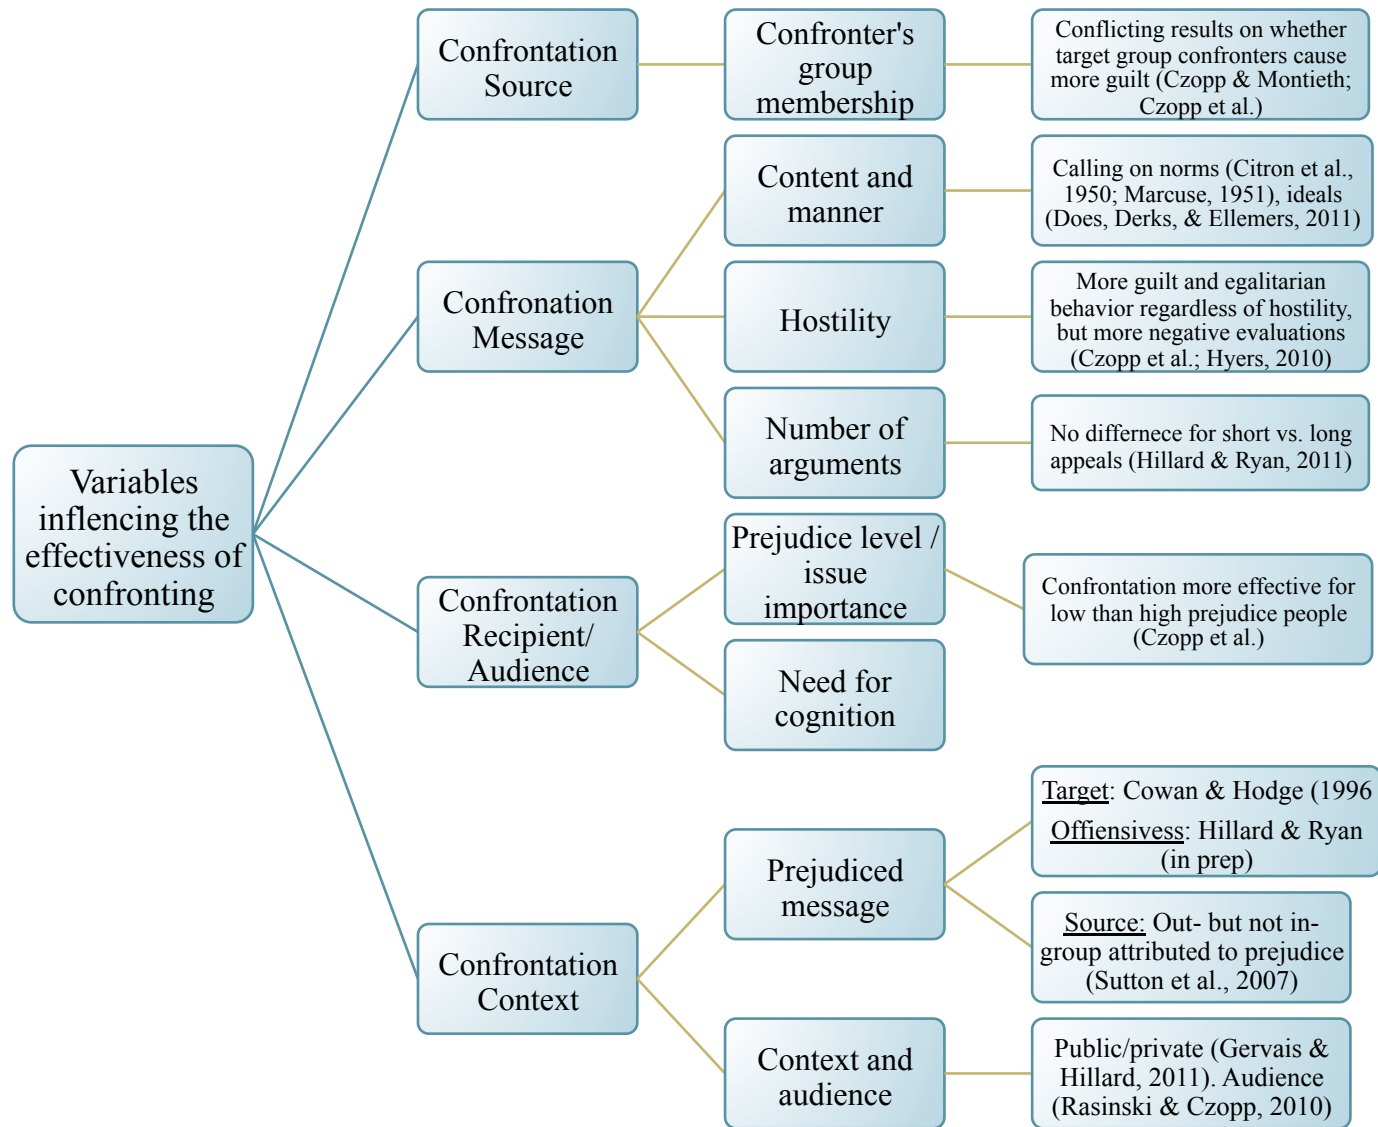 Variables
inflencing the
effectiveness of
confronting
Confrontation
Source
Confronter's
group
membership
Conflicting results on whether
target group confronters cause
more guilt (Czopp & Montieth;
Czopp et al.)
Confronation
Message
Content and
manner
Calling on norms (Citron et al.,
1950; Marcuse, 1951), ideals
(Does, Derks, & Ellemers, 2011)
Hostility
More guilt and egalitarian
behavior regardless of hostility,
but more negative evaluations
(Czopp et al.; Hyers, 2010)
Number of
arguments
No differnece for short vs. long
appeals (Hillard & Ryan, 2011)
Confrontation
Recipient/
Audience
Prejudice level /
issue
importance
Confrontation more effective for
low than high prejudice people
(Czopp et al.)
Need for
cognition
Confrontation
Context
Prejudiced
message
Target: Cowan & Hodge (1996
Offiensivess: Hillard & Ryan
(in prep)
Source: Out- but not in-
group attributed to prejudice
(Sutton et al., 2007)
Context and
audience
Public/private (Gervais &
Hillard, 2011). Audience
(Rasinski & Czopp, 2010)